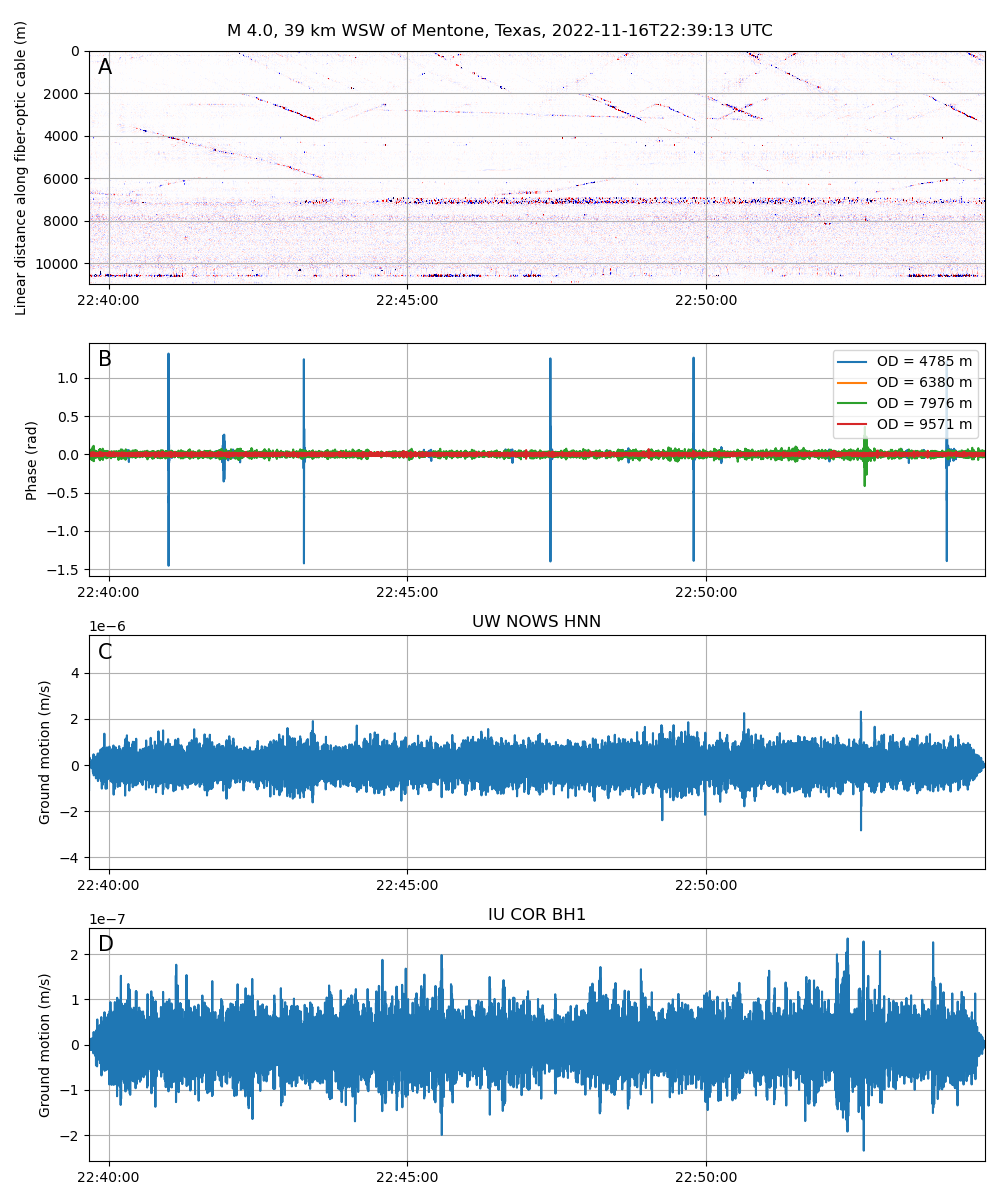 M 4.0, 39 km WSW of Mentone, Texas, 2022-11-16T22:39:13 UTC
Linear distance along fiber-optic cable (m)
A
0
2000
4000
6000
8000
10000
22:40:00 22:45:00 22:50:00
Phase (rad)
B
1.0
0.5
0.0
−0.5
−1.0
−1.5
OD = 4785 m
OD = 6380 m
OD = 7976 m
OD = 9571 m
22:40:00 22:45:00 22:50:00
UW NOWS HNN
1e−6
Ground motion (m/s)
C
4
2
0
−2
−4
22:40:00 22:45:00 22:50:00
IU COR BH1
1e−7
Ground motion (m/s)
D
2
1
0
−1
−2
22:40:00 22:45:00 22:50:00